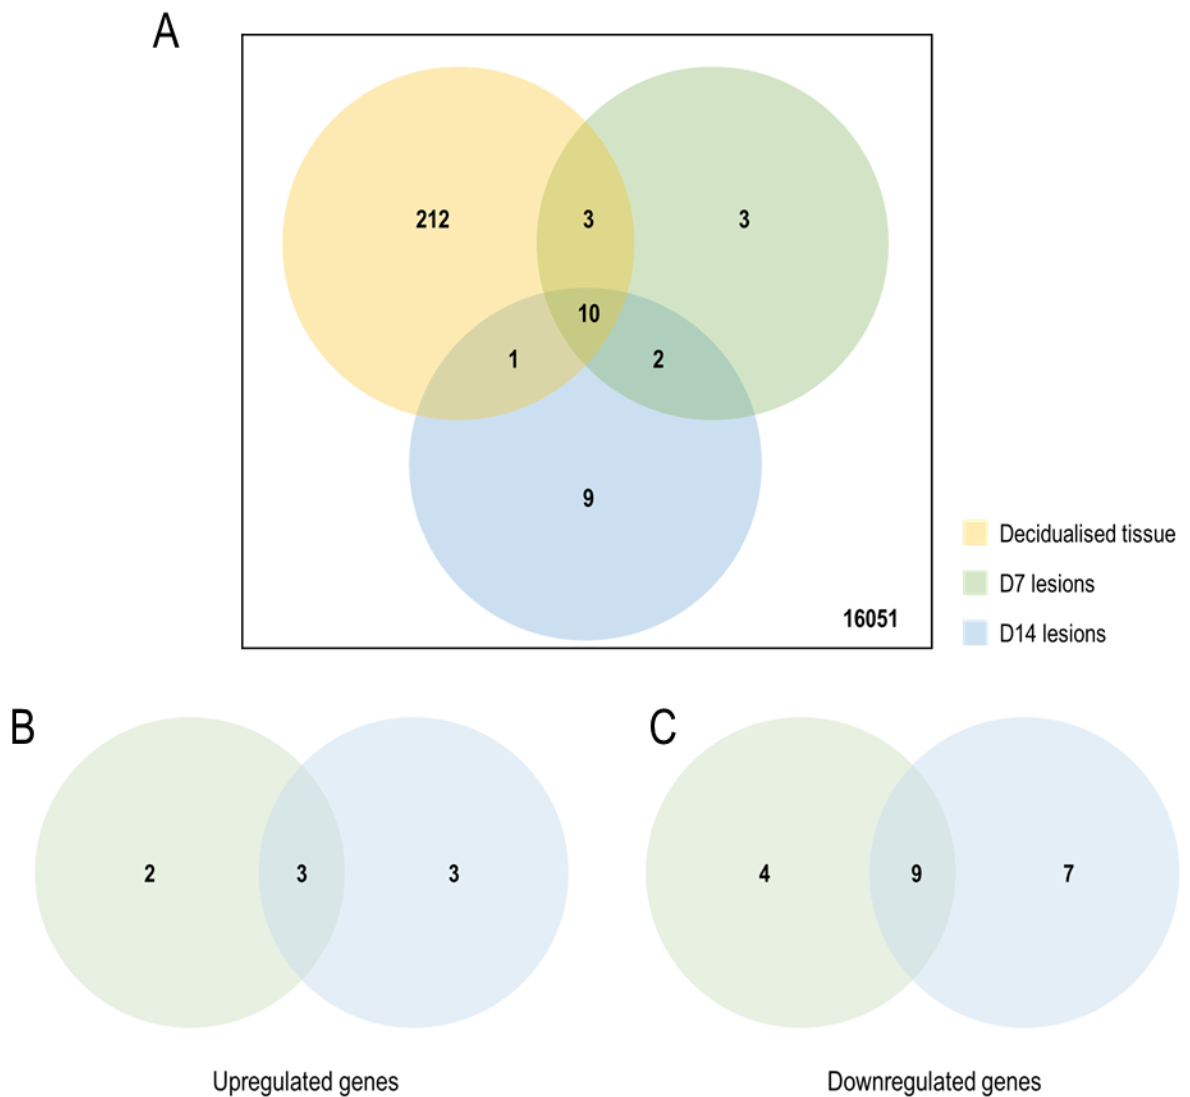 A
212
3
3
10
1
2
9
16051
Decidualised tissue
D7 lesions
D14 lesions
B
2
3
3
Upregulated genes
C
4
9
7
Downregulated genes